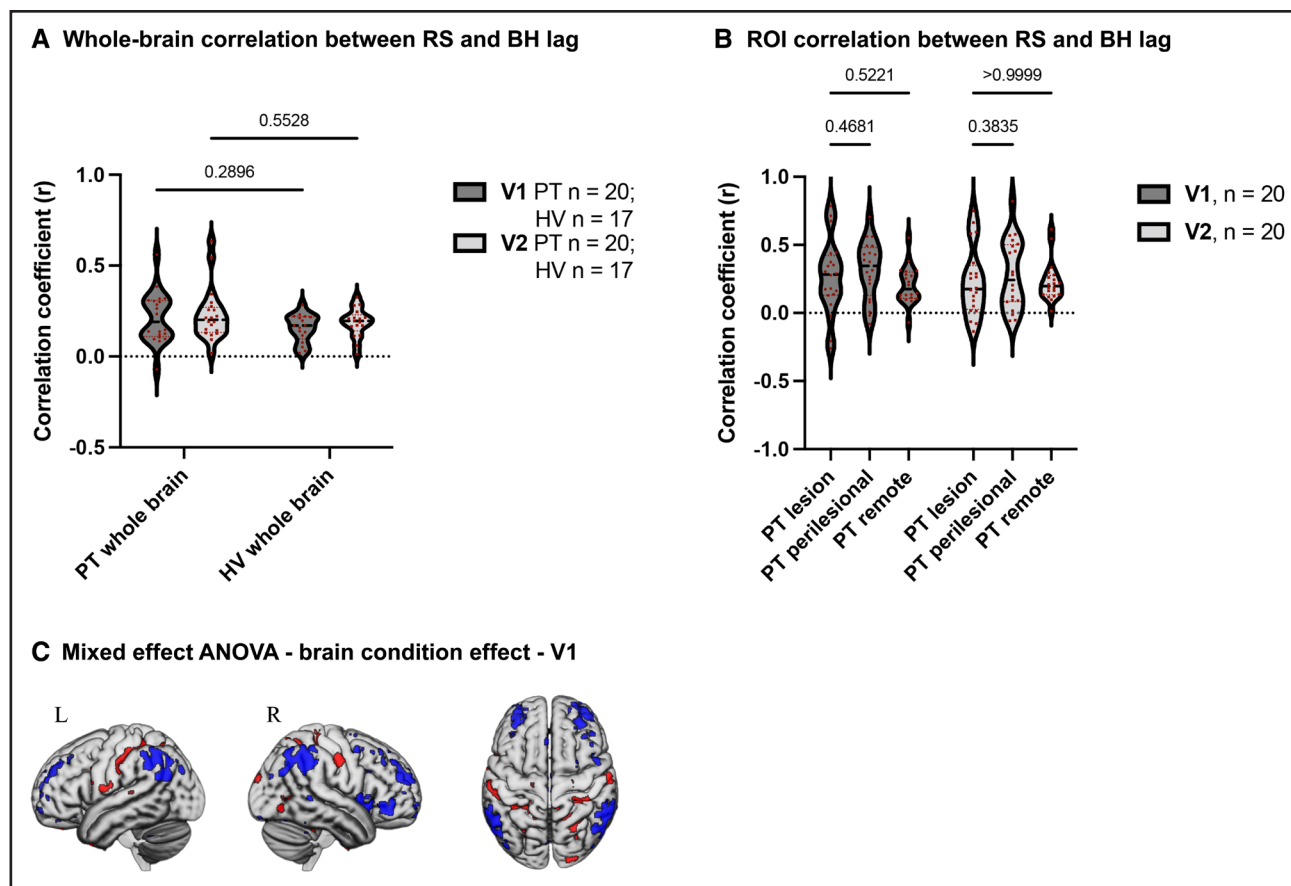 A Whole-brain correlation between RS and BH lag
0.5528
0.2896
1.0
0.5
0.0
-0.5
Correlation coefficient (r)
PT whole brain
HV whole brain
V1 PT n = 20;
HV n = 17
V2 PT n = 20;
HV n = 17
B ROI correlation between RS and BH lag
0.5221
>0.9999
0.4681
0.3835
1.0
0.5
0.0
-0.5
-1.0
Correlation coefficient (r)
PT lesion
PT perilesional
PT remote
PT lesion
PT perilesional
PT remote
V1, n = 20
V2, n = 20
C Mixed effect ANOVA - brain condition effect - V1
L
R